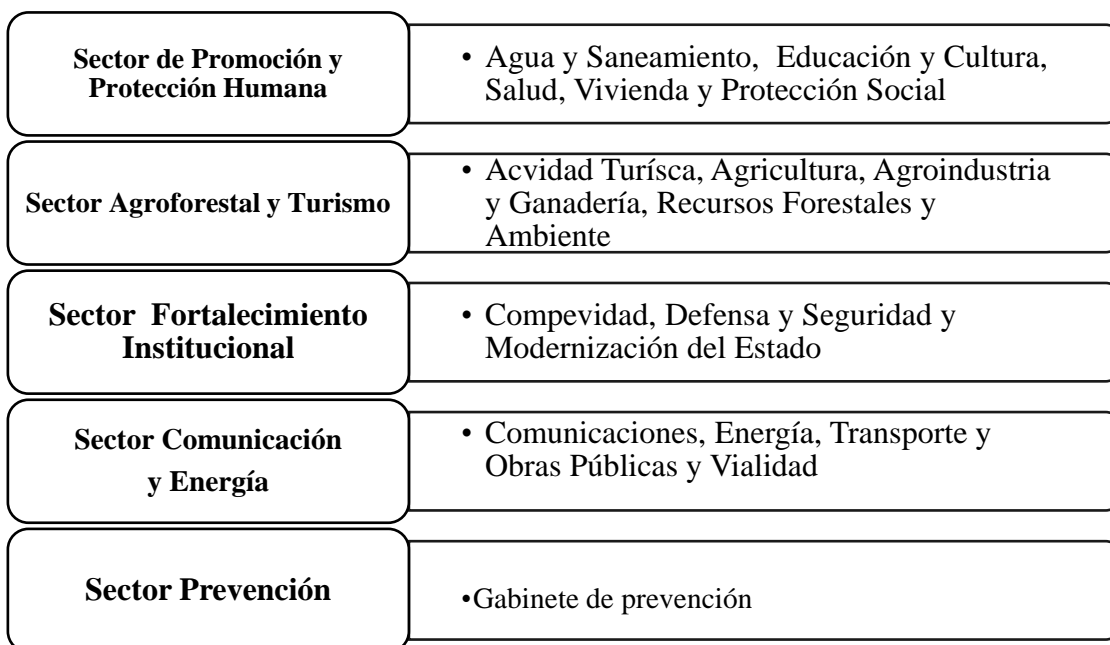 Sector de Promoción y
Protección Humana
• Agua y Saneamiento, Educación y Cultura,
Salud, Vivienda y Protección Social
Sector Agroforestal y Turismo
• Acvidad Turísca, Agricultura, Agroindustria
y Ganadería, Recursos Forestales y
Ambiente
Sector Fortalecimiento
Institucional
• Compevidad, Defensa y Seguridad y
Modernización del Estado
Sector Comunicación
y Energía
• Comunicaciones, Energía, Transporte y
Obras Públicas y Vialidad
Sector Prevención
•Gabinete de prevención